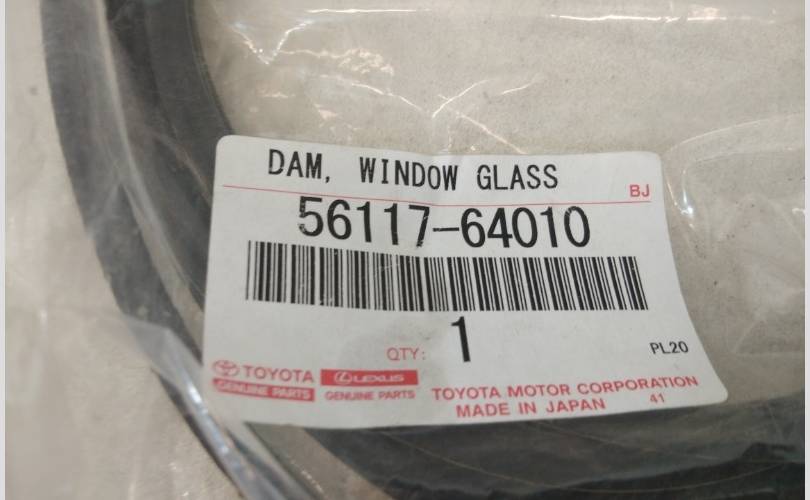 DAM, WINDOW GLASS
BJ
56117-64010
QTY: 1
PL20
TOYOTA LEXUS
GENUINE PARTS GENUINE PARTS
TOYOTA MOTOR CORPORATION
MADE IN JAPAN 41